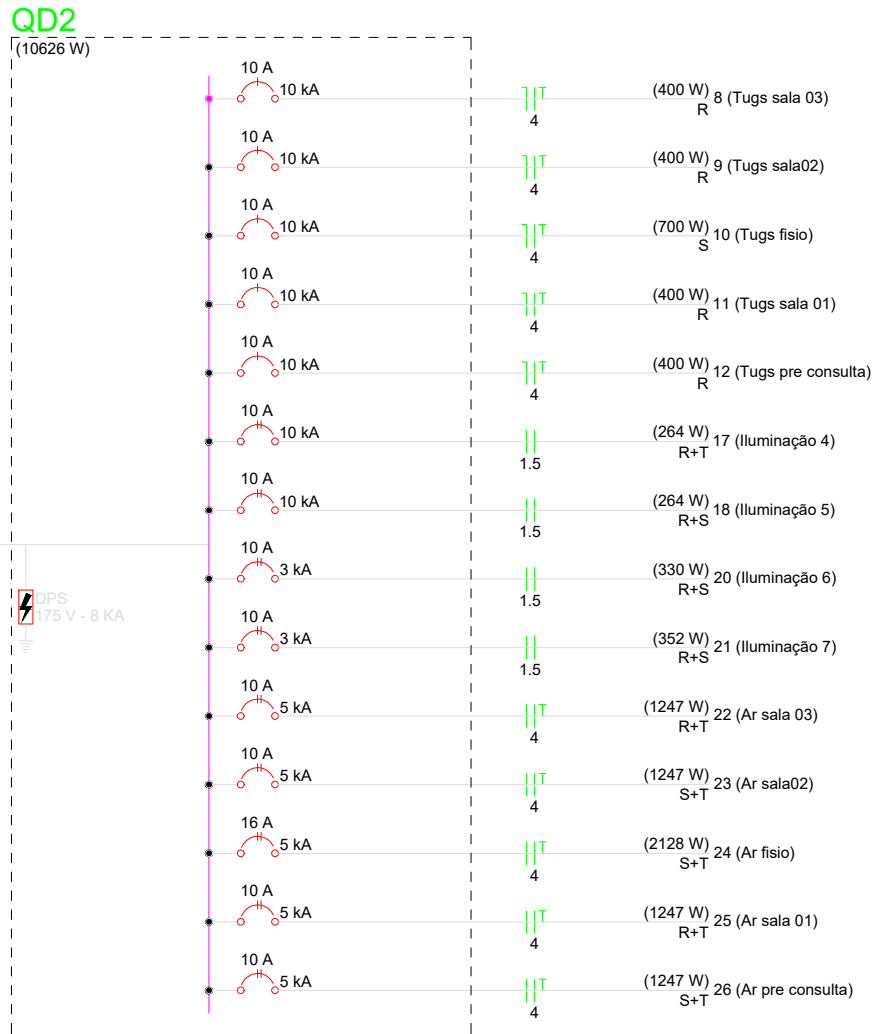 QD2
(10626 W)
10 A
10 kA
4
(400 W)
R
8 (Tugs sala 03)
10 A
10 kA
4
(400 W)
R
9 (Tugs sala02)
10 A
10 kA
4
(700 W)
S
10 (Tugs fisio)
10 A
10 kA
4
(400 W)
R
11 (Tugs sala 01)
10 A
10 kA
4
(400 W)
R
12 (Tugs pre consulta)
10 A
10 kA
1.5
(264 W)
R+T
17 (Iluminação 4)
10 A
10 kA
1.5
(264 W)
R+S
18 (Iluminação 5)
10 A
3 kA
1.5
(330 W)
R+S
20 (Iluminação 6)
DPS
175 V - 8 KA
10 A
3 kA
1.5
(352 W)
R+S
21 (Iluminação 7)
10 A
5 kA
4
(1247 W)
R+T
22 (Ar sala 03)
10 A
5 kA
4
(1247 W)
S+T
23 (Ar sala02)
16 A
5 kA
4
(2128 W)
S+T
24 (Ar fisio)
10 A
5 kA
4
(1247 W)
R+T
25 (Ar sala 01)
10 A
5 kA
4
(1247 W)
S+T
26 (Ar pre consulta)